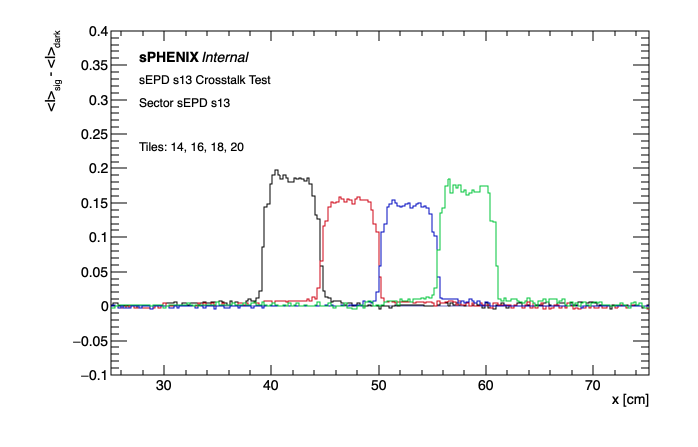 0.4
<I>sig - <I>dark
0.35
sPHENIX Internal
sEPD s13 Crosstalk Test
0.3
Sector sEPD s13
0.25
Tiles: 14, 16, 18, 20
0.2
0.15
0.1
0.05
0
−0.05
−0.1
30 40 50 60 70
x [cm]